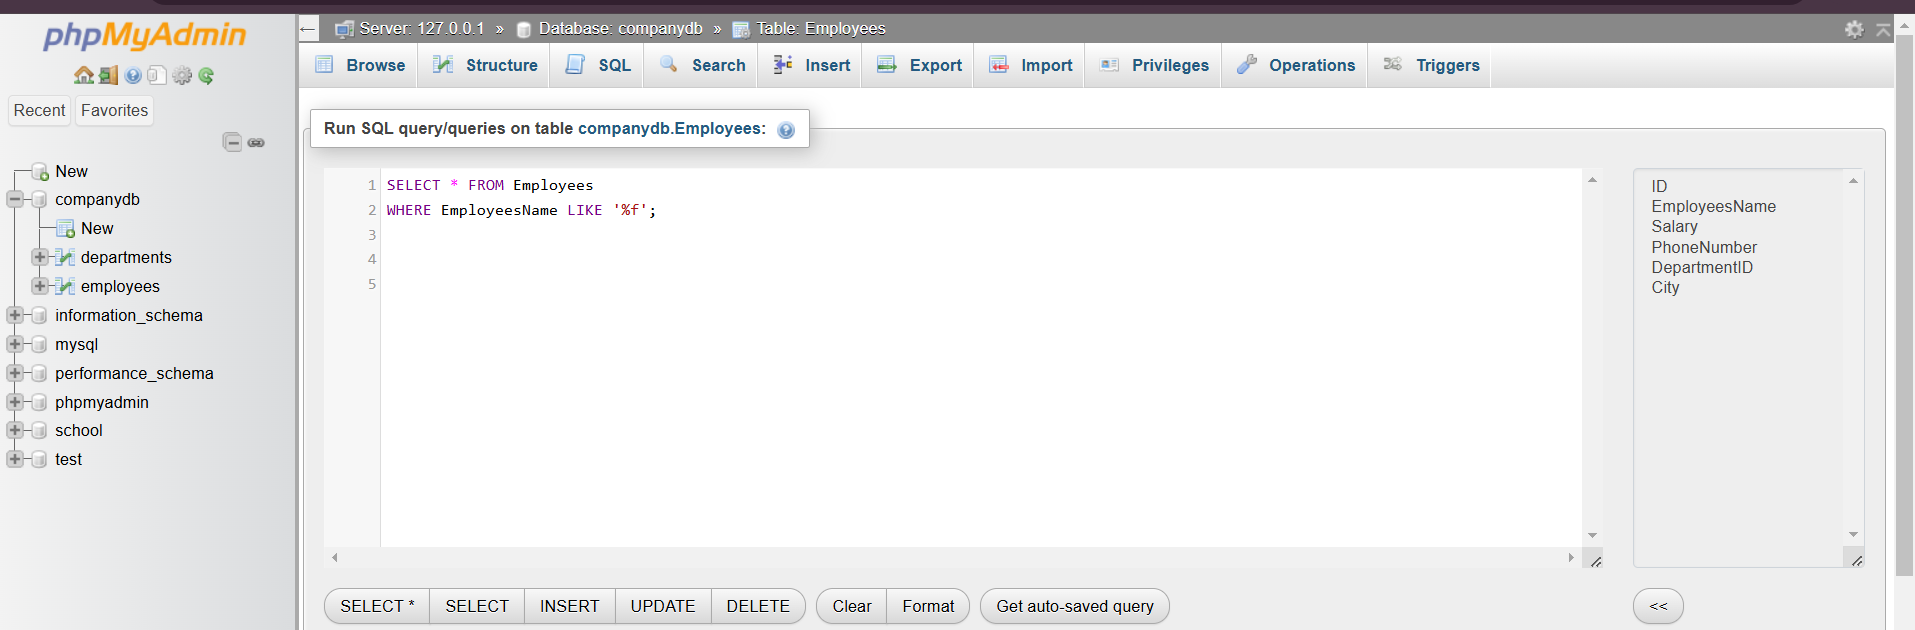 phpMyAdmin
Recent Favorites
New
companydb
New
departments
employees
information_schema
mysql
performance_schema
phpmyadmin
school
test
← Server: 127.0.0.1 » Database: companydb » Table: Employees
Browse Structure SQL Search Insert Export Import Privileges Operations Triggers
Run SQL query/queries on table companydb.Employees:
1 SELECT * FROM Employees
2 WHERE EmployeesName LIKE '%f';
3
4
5
ID
EmployeesName
Salary
PhoneNumber
DepartmentID
City
SELECT * SELECT INSERT UPDATE DELETE Clear Format Get auto-saved query <<